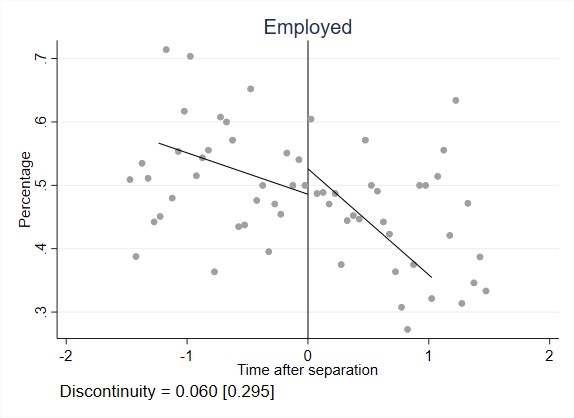 Employed
Percentage
.7
.6
.5
.4
.3
-2
-1
0
1
2
Time after separation
Discontinuity = 0.060 [0.295]